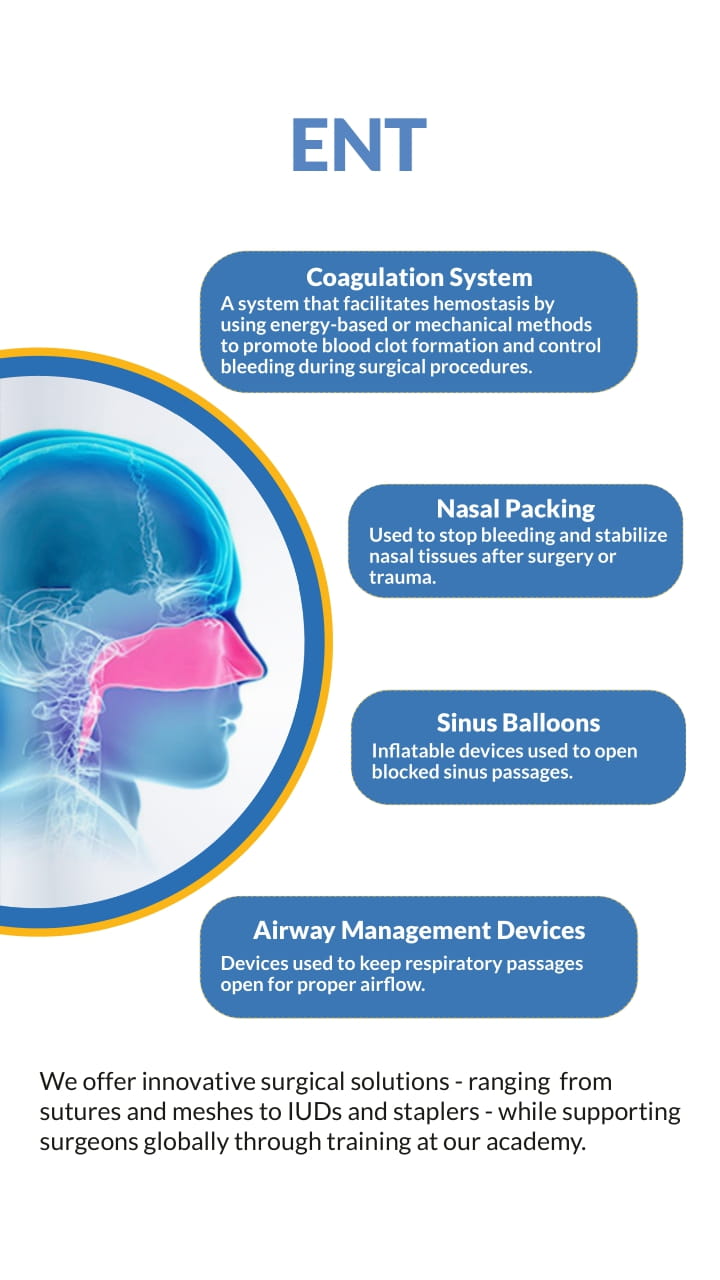 ENT
Coagulation System
A system that facilitates hemostasis by
using energy-based or mechanical methods
to promote blood clot formation and control
bleeding during surgical procedures.
Nasal Packing
Used to stop bleeding and stabilize
nasal tissues after surgery or
trauma.
Sinus Balloons
Inflatable devices used to open
blocked sinus passages.
Airway Management Devices
Devices used to keep respiratory passages
open for proper airflow.
We offer innovative surgical solutions - ranging from
sutures and meshes to IUDs and staplers - while supporting
surgeons globally through training at our academy.